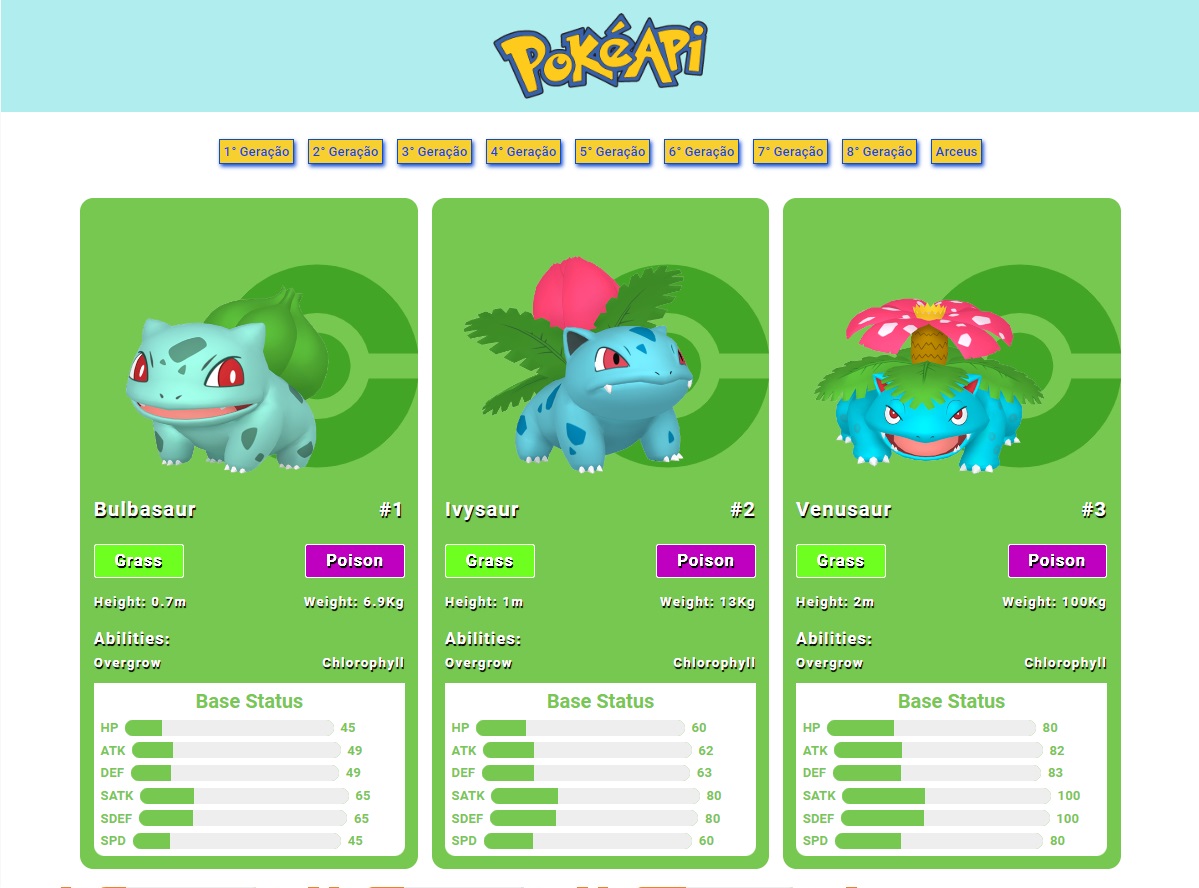 PokéApi
1° Geração 2° Geração 3° Geração 4° Geração 5° Geração 6° Geração 7° Geração 8° Geração Arceus
Bulbasaur #1
Grass Poison
Height: 0.7m Weight: 6.9Kg
Abilities:
Overgrow Chlorophyll
Base Status
HP 45
ATK 49
DEF 49
SATK 65
SDEF 65
SPD 45
Ivysaur #2
Grass Poison
Height: 1m Weight: 13Kg
Abilities:
Overgrow Chlorophyll
Base Status
HP 60
ATK 62
DEF 63
SATK 80
SDEF 80
SPD 60
Venusaur #3
Grass Poison
Height: 2m Weight: 100Kg
Abilities:
Overgrow Chlorophyll
Base Status
HP 80
ATK 82
DEF 83
SATK 100
SDEF 100
SPD 80